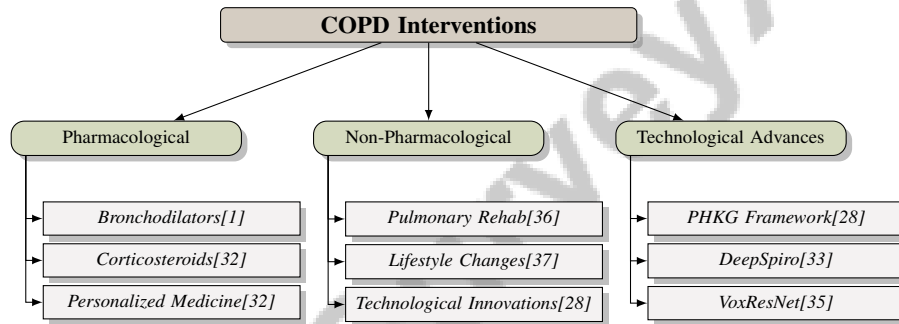 COPD Interventions
Pharmacological
Non-Pharmacological
Technological Advances
Bronchodilators[1]
Pulmonary Rehab[36]
PHKG Framework[28]
Corticosteroids[32]
Lifestyle Changes[37]
DeepSpiro[33]
Personalized Medicine[32]
Technological Innovations[28]
VoxResNet[35]